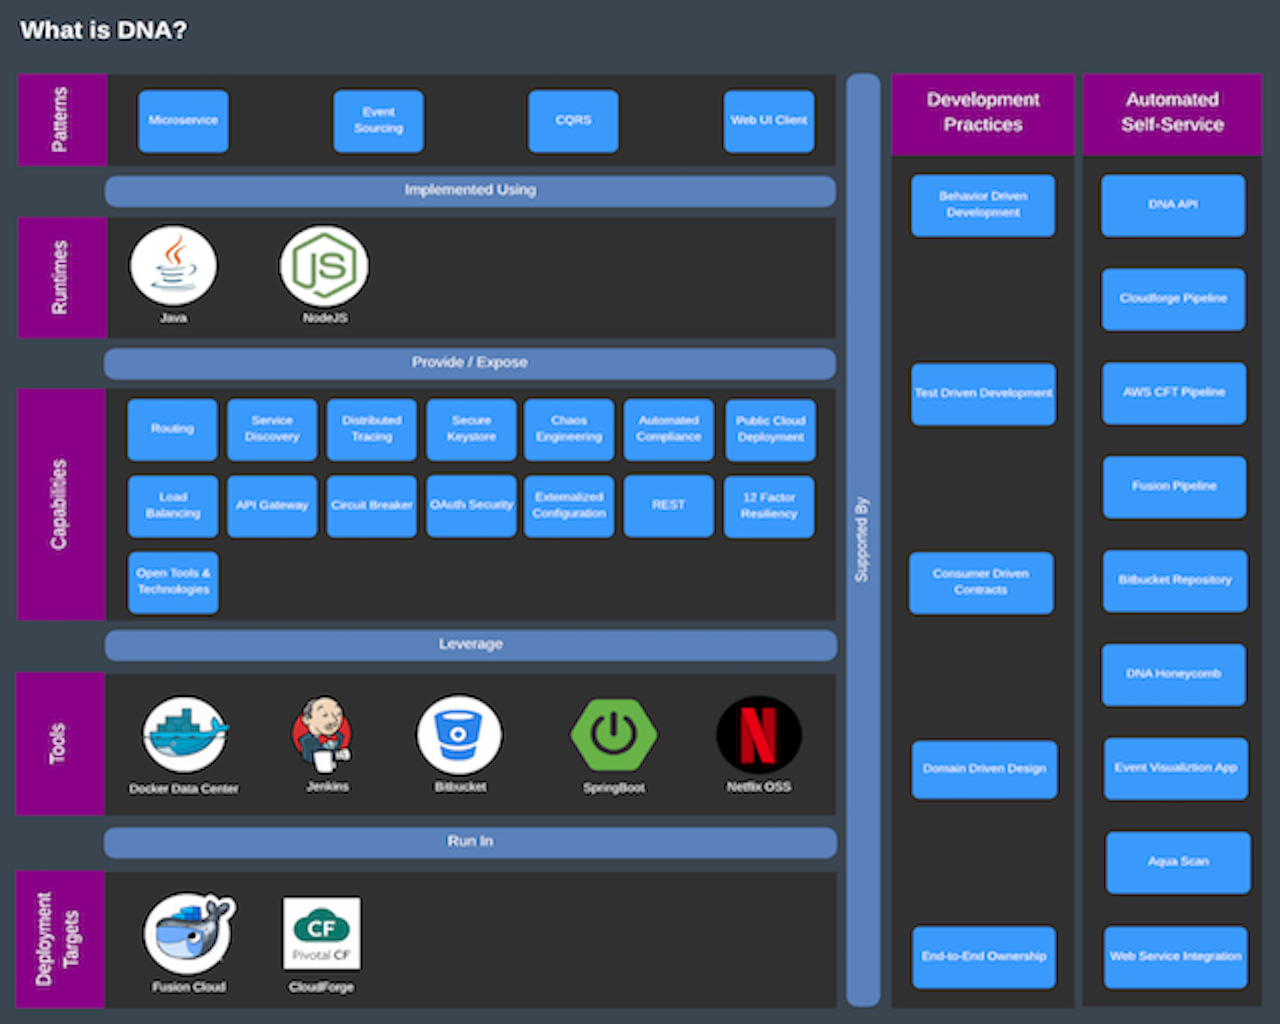 What is DNA?
Patterns
Microservice
Event
Sourcing
CQRS
Web UI Client
Implemented Using
Runtimes
JS
Java
NodeJS
Provide / Expose
Capabilities
Routing
Service
Discovery
Distributed
Tracing
Secure
Keystore
Chaos
Engineering
Automated
Compliance
Public Cloud
Deployment
Load
Balancing
API Gateway
Circuit Breaker
OAuth Security
Externalized
Configuration
REST
12 Factor
Resiliency
Open Tools &
Technologies
Leverage
Tools
Docker Data Center
Jenkins
Bitbucket
SpringBoot
N
Netflix OSS
Run In
Deployment
Targets
Fusion Cloud
CF
Pivotal CF
CloudForge
Supported By
Development
Practices
Behavior Driven
Development
Test Driven Development
Consumer Driven
Contracts
Domain Driven Design
End-to-End Ownership
Automated
Self-Service
DNA API
Cloudforge Pipeline
AWS CFT Pipeline
Fusion Pipeline
Bitbucket Repository
DNA Honeycomb
Event Visualiztion App
Aqua Scan
Web Service Integration